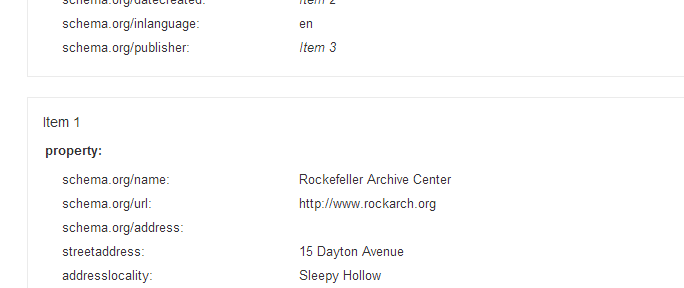 schema.org/datecreated: Item 2
schema.org/inlanguage: en
schema.org/publisher: Item 3
Item 1
property:
schema.org/name: Rockefeller Archive Center
schema.org/url: http://www.rockarch.org
schema.org/address:
streetaddress: 15 Dayton Avenue
addresslocality: Sleepy Hollow